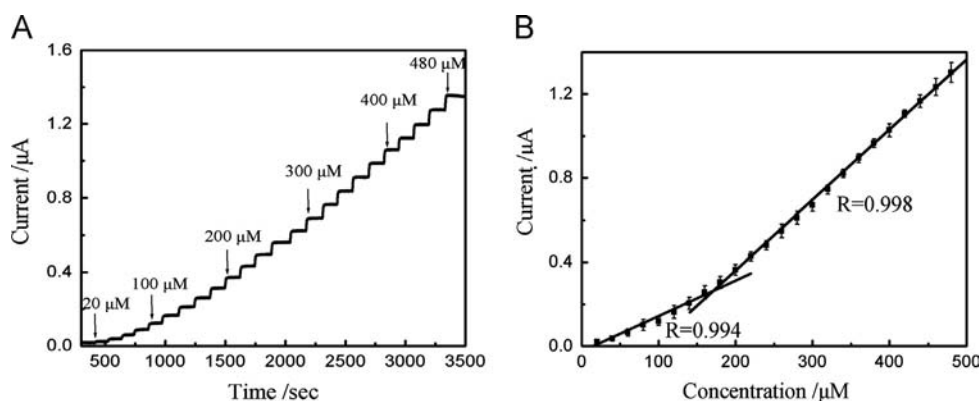 A
B
1.6
1.2
0.8
0.4
0.0
Current /μA
20 μM
100 μM
200 μM
300 μM
400 μM
480 μM
500 1000 1500 2000 2500 3000 3500
Time /sec
1.2
0.8
0.4
0.0
Current /μA
R=0.998
R=0.994
0 100 200 300 400 500
Concentration /μM